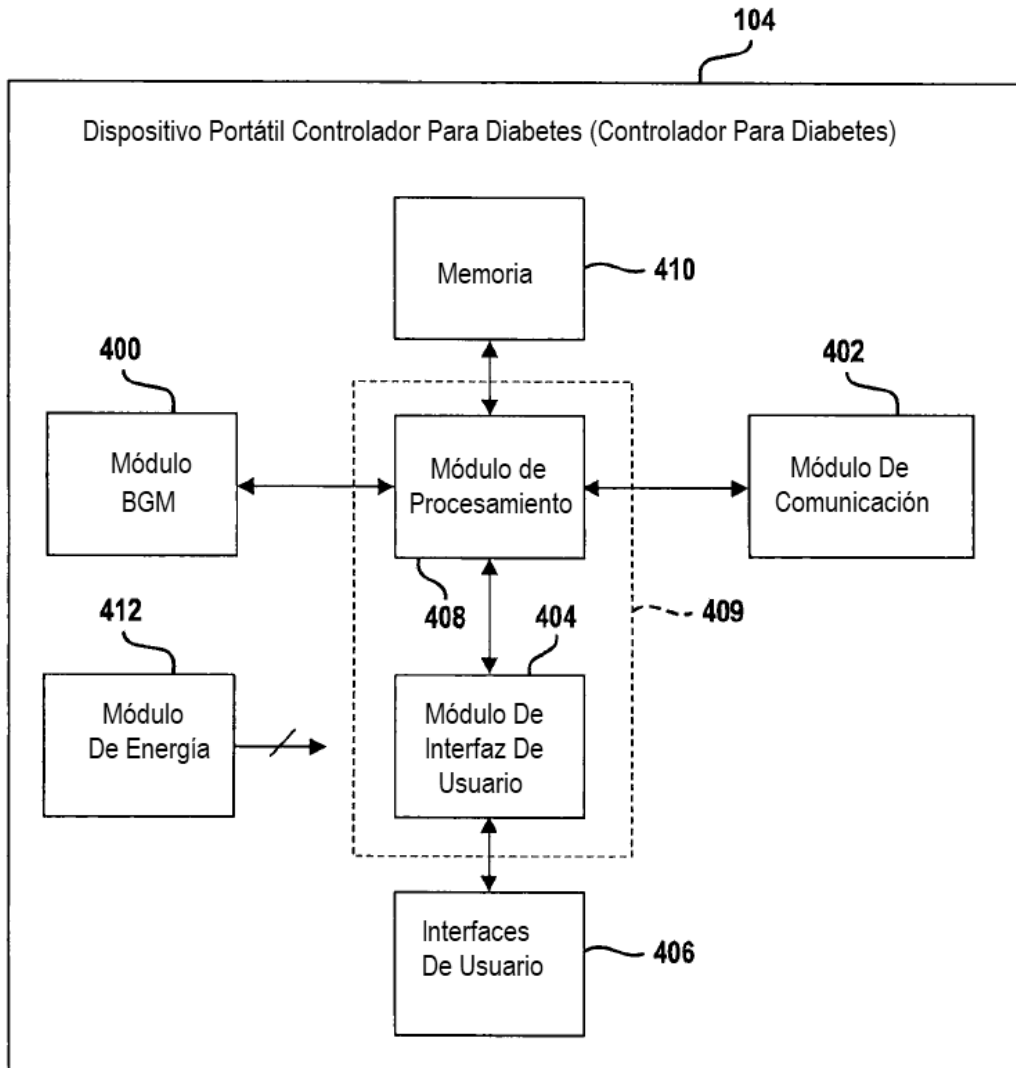 104
Dispositivo Portátil Controlador Para Diabetes (Controlador Para Diabetes)
Memoria
410
400
402
Módulo
BGM
Módulo de
Procesamiento
Módulo De
Comunicación
408
404
409
412
Módulo
De Energía
Módulo De
Interfaz De
Usuario
Interfaces
De Usuario
406